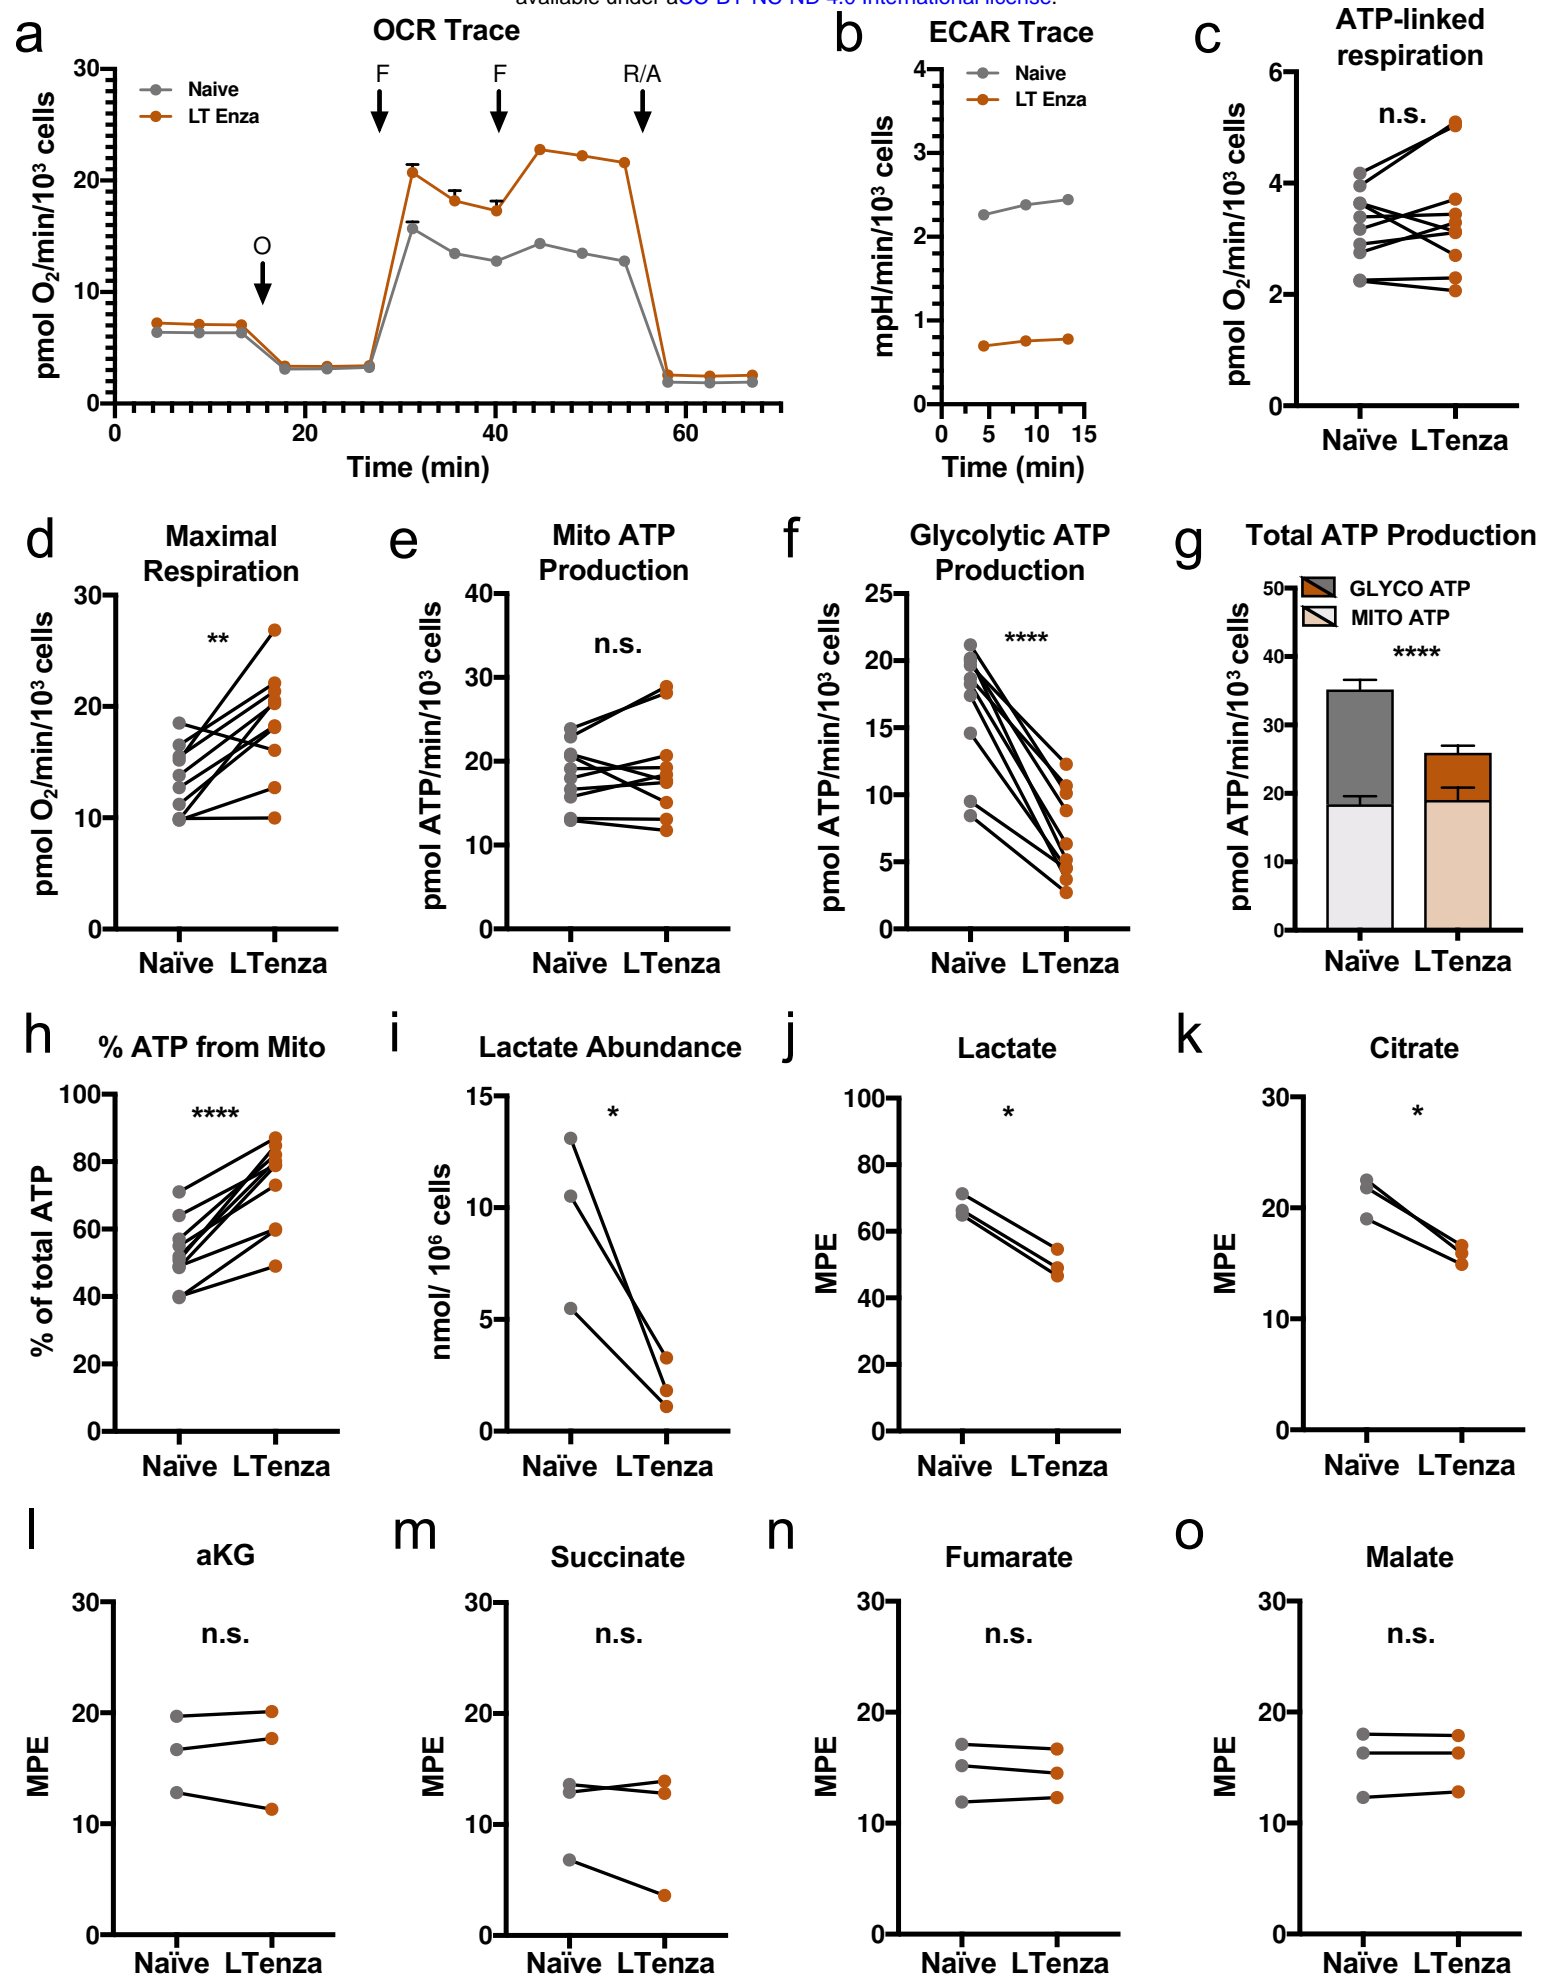 available under aCC-BY-NC-ND 4.0 International license.
a
OCR Trace
pmol O2/min/10³ cells
30
20
10
0
Naive
LT Enza
O
F
F
R/A
0 20 40 60
Time (min)
b
ECAR Trace
mpH/min/10³ cells
4
3
2
1
0
Naive
LT Enza
0 5 10 15
Time (min)
c
ATP-linked
respiration
pmol O2/min/10³ cells
6
4
2
0
n.s.
Naïve LTenza
d
Maximal
Respiration
pmol O2/min/10³ cells
30
20
10
0
**
Naïve LTenza
e
Mito ATP
Production
pmol ATP/min/10³ cells
40
30
20
10
0
n.s.
Naïve LTenza
f
Glycolytic ATP
Production
pmol ATP/min/10³ cells
25
20
15
10
5
0
****
Naïve LTenza
g
Total ATP Production
pmol ATP/min/10³ cells
50
40
30
20
10
0
GLYCO ATP
MITO ATP
****
Naïve LTenza
h
% ATP from Mito
% of total ATP
100
80
60
40
20
0
****
Naïve LTenza
i
Lactate Abundance
nmol/ 10⁶ cells
15
10
5
0
*
Naïve LTenza
j
Lactate
MPE
100
80
60
40
20
0
*
Naïve LTenza
k
Citrate
MPE
30
20
10
0
*
Naïve LTenza
l
aKG
MPE
30
20
10
0
n.s.
Naïve LTenza
m
Succinate
MPE
30
20
10
0
n.s.
Naïve LTenza
n
Fumarate
MPE
30
20
10
0
n.s.
Naïve LTenza
o
Malate
MPE
30
20
10
0
n.s.
Naïve LTenza